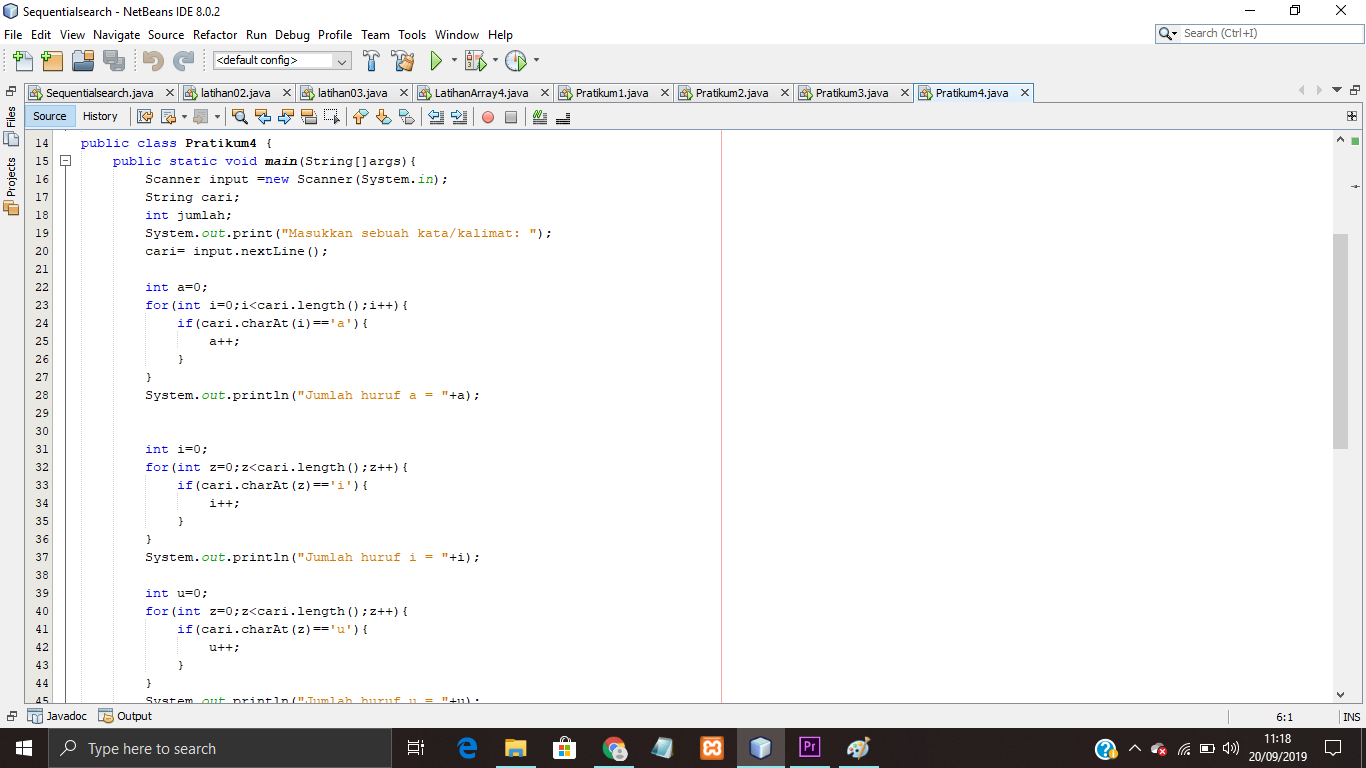 Sequentialsearch - NetBeans IDE 8.0.2
File Edit View Navigate Source Refactor Run Debug Profile Team Tools Window Help
Search (Ctrl+I)
<default config>
Sequentialsearch.java latihan02.java latihan03.java LatihanArray4.java Pratikum1.java Pratikum2.java Pratikum3.java Pratikum4.java
Files
Projects
Source History
14 public class Pratikum4 {
15 public static void main(String[]args){
16 Scanner input =new Scanner(System.in);
17 String cari;
18 int jumlah;
19 System.out.print("Masukkan sebuah kata/kalimat: ");
20 cari= input.nextLine();
21
22 int a=0;
23 for(int i=0;i<cari.length();i++){
24 if(cari.charAt(i)=='a'){
25 a++;
26 }
27 }
28 System.out.println("Jumlah huruf a = "+a);
29
30
31 int i=0;
32 for(int z=0;z<cari.length();z++){
33 if(cari.charAt(z)=='i'){
34 i++;
35 }
36 }
37 System.out.println("Jumlah huruf i = "+i);
38
39 int u=0;
40 for(int z=0;z<cari.length();z++){
41 if(cari.charAt(z)=='u'){
42 u++;
43 }
44 }
45 System.out.println("Jumlah huruf u = "+u);
Javadoc Output
6:1 INS
Type here to search
Pr
11:18
20/09/2019